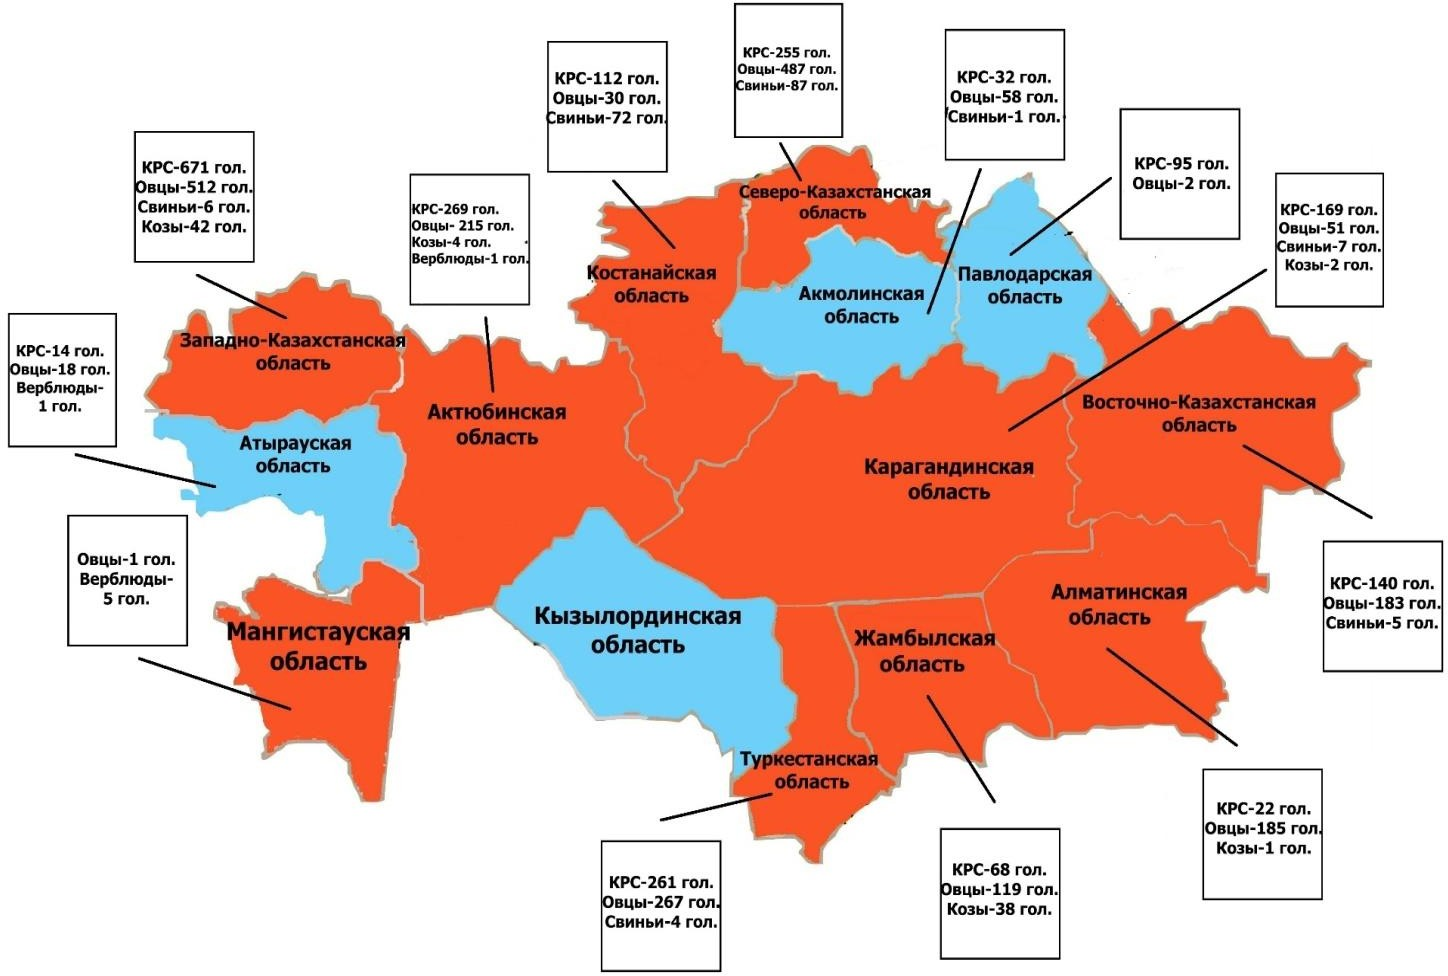 КРС-255 гол.
Овцы-487 гол.
Свиньи-87 гол.
КРС-112 гол.
Овцы-30 гол.
Свиньи-72 гол.
КРС-32 гол.
Овцы-58 гол.
Свиньи-1 гол.
КРС-95 гол.
Овцы-2 гол.
КРС-671 гол.
Овцы-512 гол.
Свиньи-6 гол.
Козы-42 гол.
КРС-269 гол.
Овцы- 215 гол.
Козы-4 гол.
Верблюды-1 гол.
КРС-169 гол.
Овцы-51 гол.
Свиньи-7 гол.
Козы-2 гол.
Северо-Казахстанская
область
Костанайская
область
Акмолинская
область
Павлодарская
область
Западно-Казахстанская
область
КРС-14 гол.
Овцы-18 гол.
Верблюды-
1 гол.
Актюбинская
область
Восточно-Казахстанская
область
Атырауская
область
Карагандинская
область
Овцы-1 гол.
Верблюды-
5 гол.
КРС-140 гол.
Овцы-183 гол.
Свиньи-5 гол.
Мангистауская
область
Кызылординская
область
Жамбылская
область
Алматинская
область
Туркестанская
область
КРС-22 гол.
Овцы-185 гол.
Козы-1 гол.
КРС-261 гол.
Овцы-267 гол.
Свиньи-4 гол.
КРС-68 гол.
Овцы-119 гол.
Козы-38 гол.